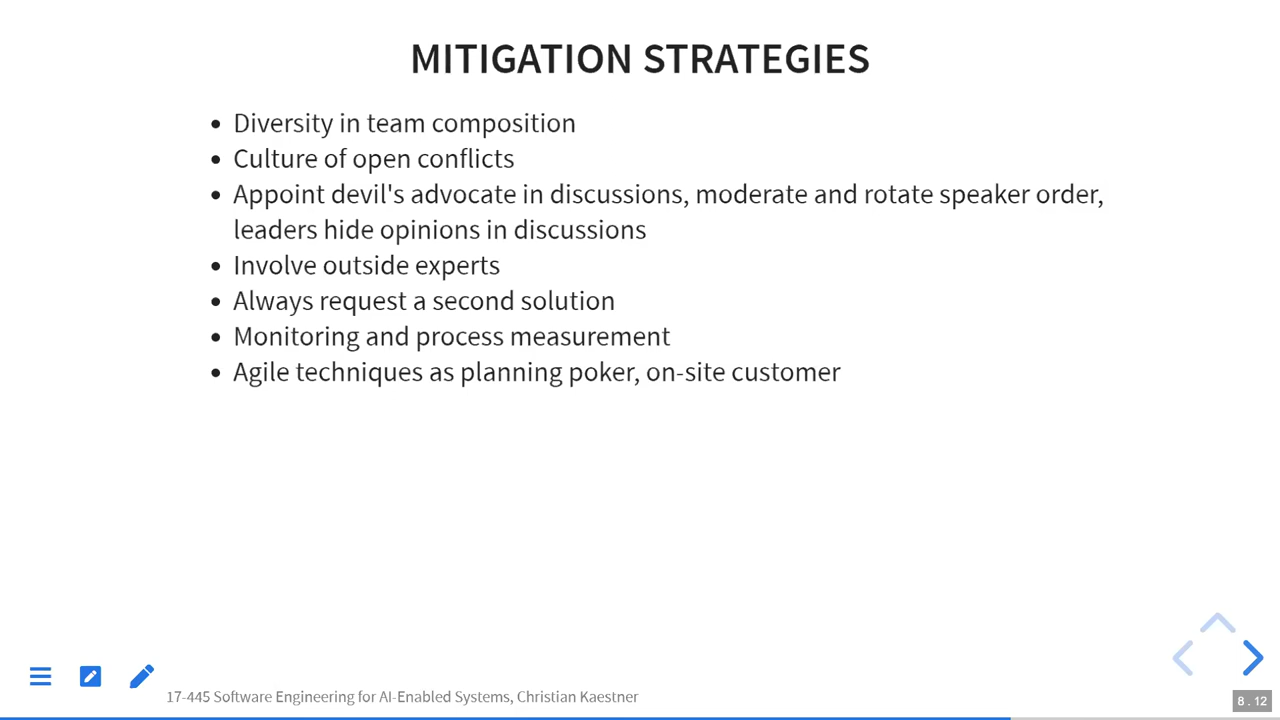 MITIGATION STRATEGIES
Diversity in team composition
Culture of open conflicts
Appoint devil's advocate in discussions, moderate and rotate speaker order,
leaders hide opinions in discussions
Involve outside experts
Always request a second solution
Monitoring and process measurement
Agile techniques as planning poker, on-site customer
17-445 Software Engineering for AI-Enabled Systems, Christian Kaestner
8 . 12